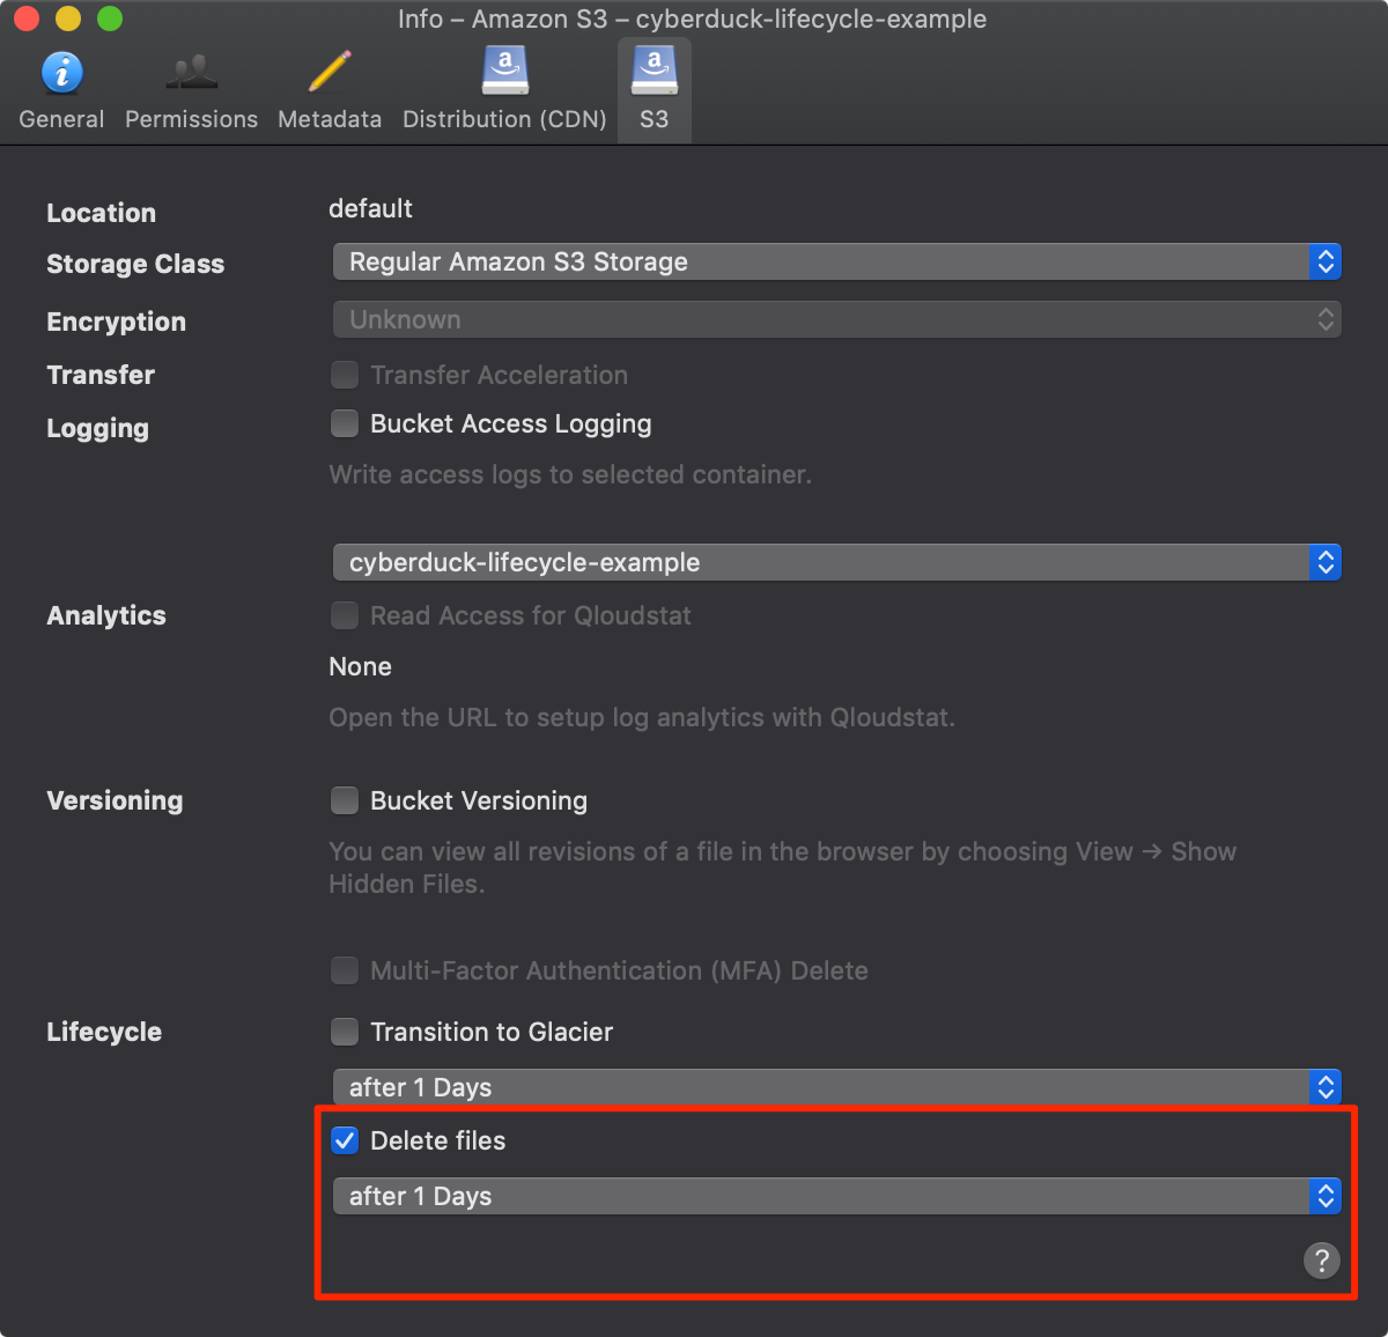 Info – Amazon S3 – cyberduck-lifecycle-example
General Permissions Metadata Distribution (CDN) S3
Location default
Storage Class Regular Amazon S3 Storage
Encryption Unknown
Transfer Transfer Acceleration
Logging Bucket Access Logging
Write access logs to selected container.
cyberduck-lifecycle-example
Analytics Read Access for Qloudstat
None
Open the URL to setup log analytics with Qloudstat.
Versioning Bucket Versioning
You can view all revisions of a file in the browser by choosing View → Show
Hidden Files.
Multi-Factor Authentication (MFA) Delete
Lifecycle Transition to Glacier
after 1 Days
Delete files
after 1 Days
?